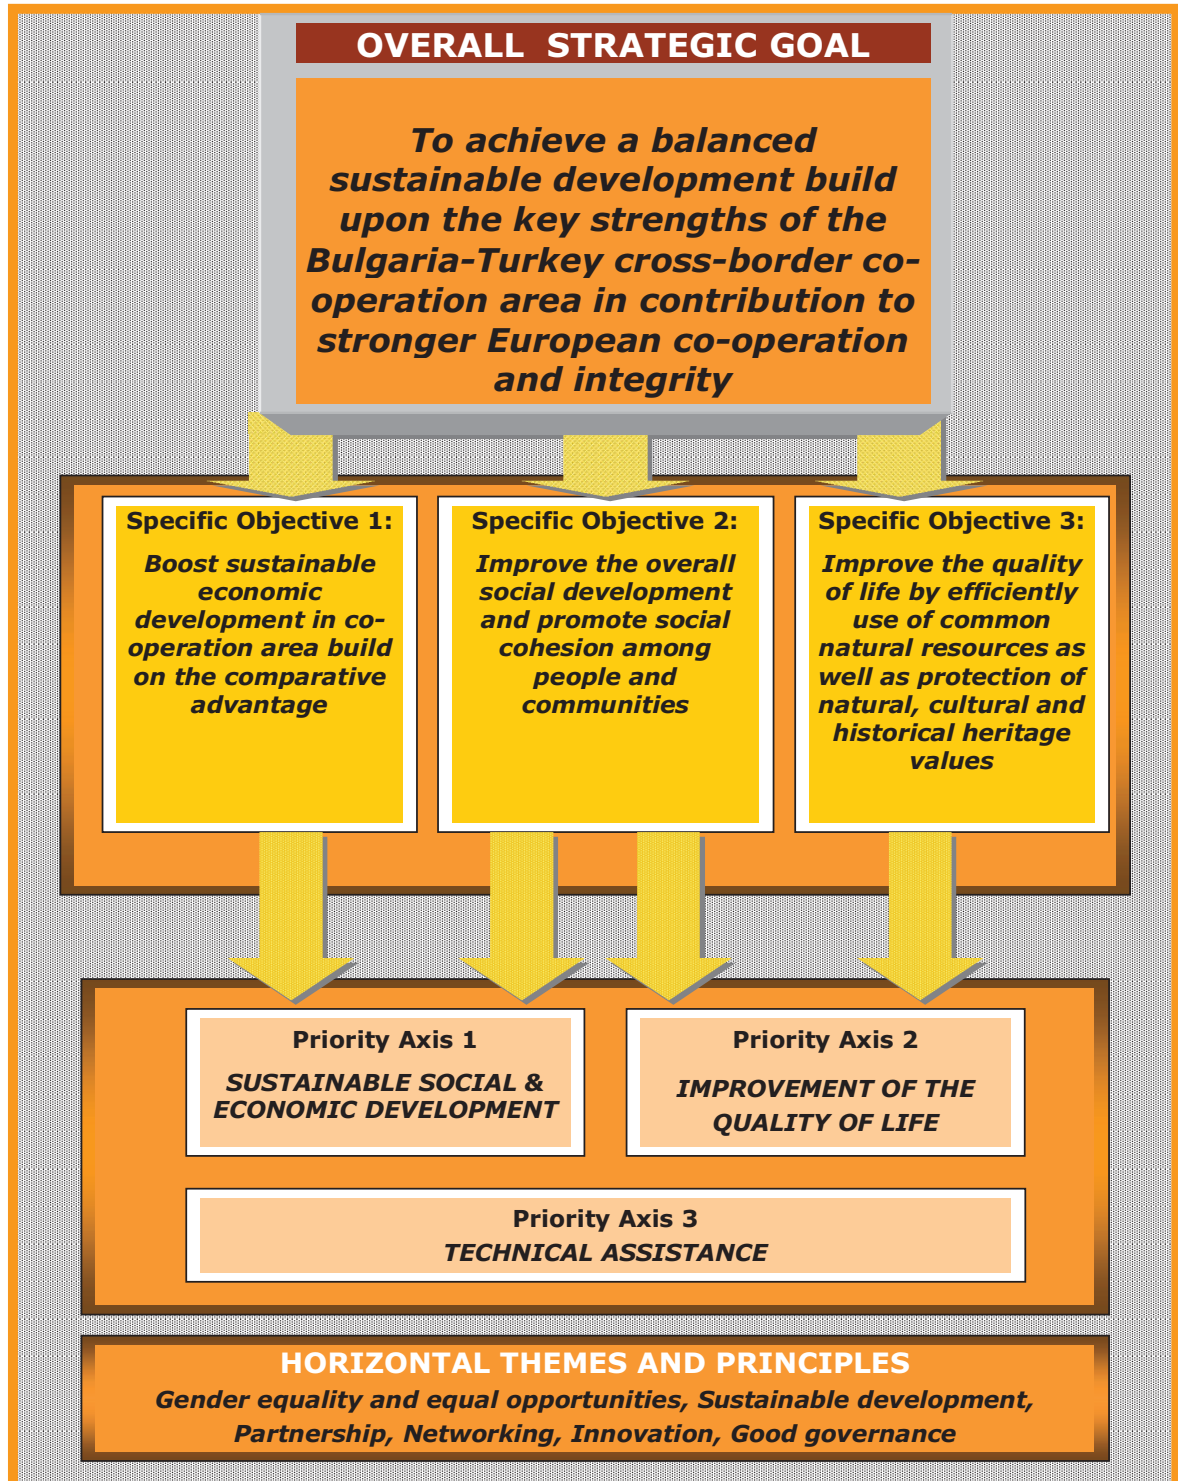 OVERALL STRATEGIC GOAL
To achieve a balanced
sustainable development build
upon the key strengths of the
Bulgaria-Turkey cross-border co-
operation area in contribution to
stronger European co-operation
and integrity
Specific Objective 1:
Boost sustainable
economic
development in co-
operation area build
on the comparative
advantage
Specific Objective 2:
Improve the overall
social development
and promote social
cohesion among
people and
communities
Specific Objective 3:
Improve the quality
of life by efficiently
use of common
natural resources as
well as protection of
natural, cultural and
historical heritage
values
Priority Axis 1
SUSTAINABLE SOCIAL &
ECONOMIC DEVELOPMENT
Priority Axis 2
IMPROVEMENT OF THE
QUALITY OF LIFE
Priority Axis 3
TECHNICAL ASSISTANCE
HORIZONTAL THEMES AND PRINCIPLES
Gender equality and equal opportunities, Sustainable development,
Partnership, Networking, Innovation, Good governance